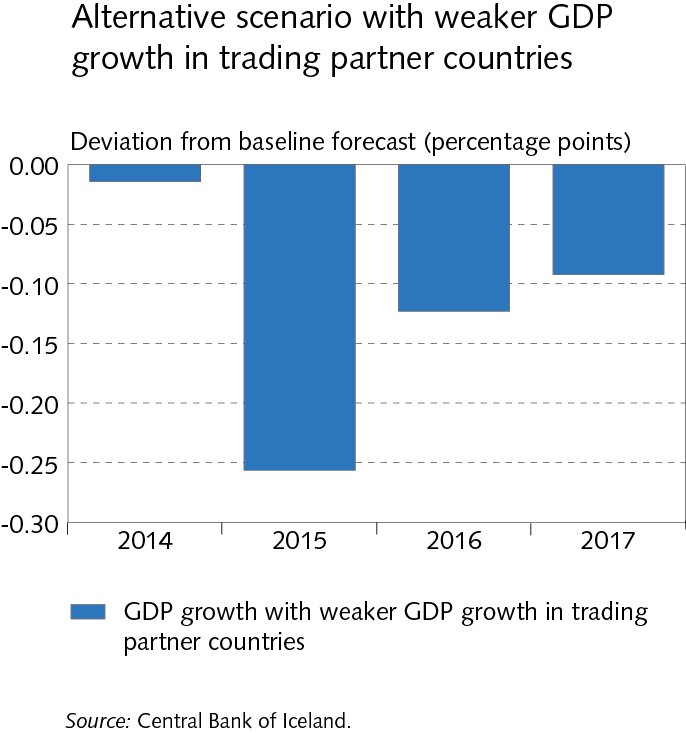 Alternative scenario with weaker GDP
growth in trading partner countries
Deviation from baseline forecast (percentage points)
0.00
-0.05
-0.10
-0.15
-0.20
-0.25
-0.30
2014 2015 2016 2017
GDP growth with weaker GDP growth in trading
partner countries
Source: Central Bank of Iceland.